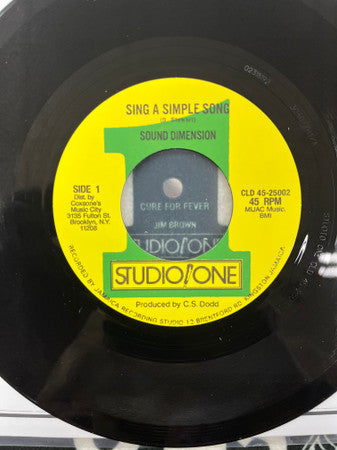 SING A SIMPLE SONG
SOUND DIMENSION
SIDE 1
Dist. by
Coxsone's
Music City
3135 Fulton St.
Brooklyn, N.Y.
11208
CLD 45-25002
45 RPM
MIJAC Music.
BMI
CURE FOR FEVER
JIM BROWN
STUDIO ONE
STUDIO ONE
Produced by C.S. Dodd
RECORDED BY JAMAICA RECORDING STUDIO 13 BRENTFORD RD. KINGSTON JAMAICA